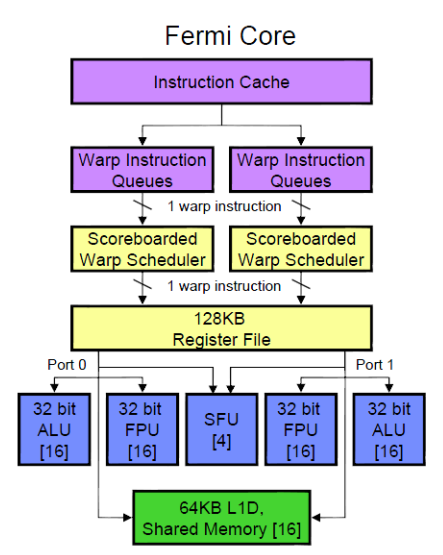 Fermi Core
Instruction Cache
Warp Instruction
Queues
Warp Instruction
Queues
1 warp instruction
Scoreboarded
Warp Scheduler
Scoreboarded
Warp Scheduler
1 warp instruction
128KB
Register File
Port 0
Port 1
32 bit
ALU
[16]
32 bit
FPU
[16]
SFU
[4]
32 bit
FPU
[16]
32 bit
ALU
[16]
64KB L1D,
Shared Memory [16]